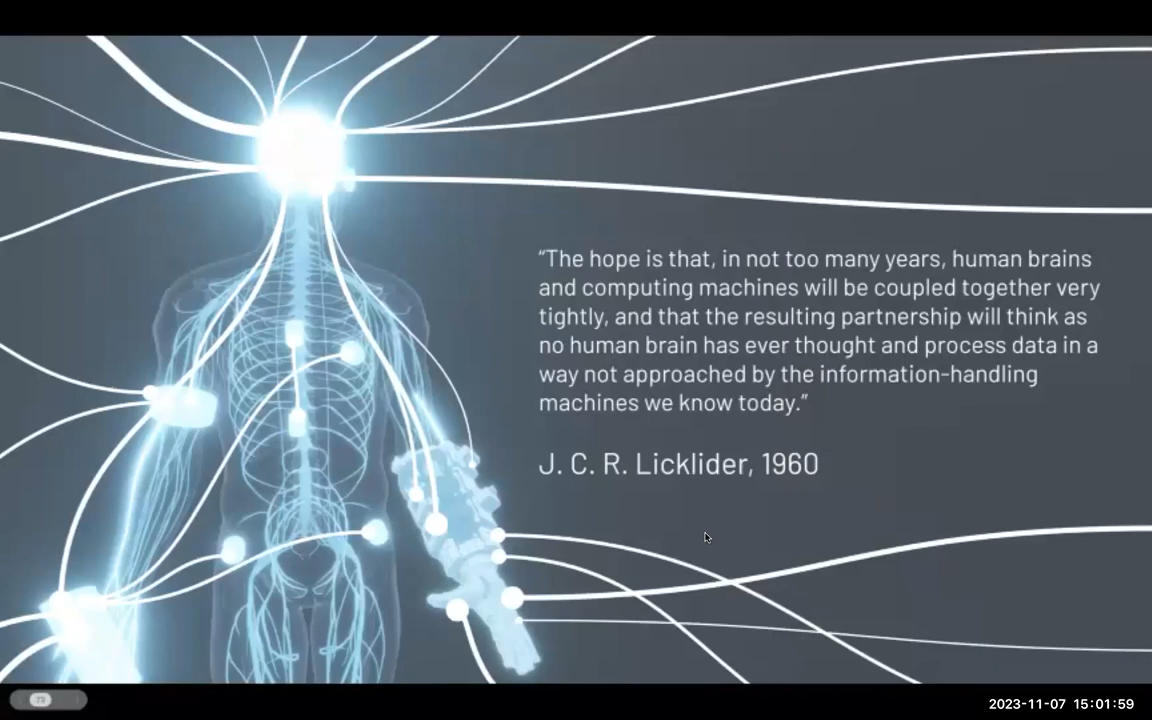 “The hope is that, in not too many years, human brains
and computing machines will be coupled together very
tightly, and that the resulting partnership will think as
no human brain has ever thought and process data in a
way not approached by the information-handling
machines we know today.”
J. C. R. Licklider, 1960
2023-11-07 15:01:59